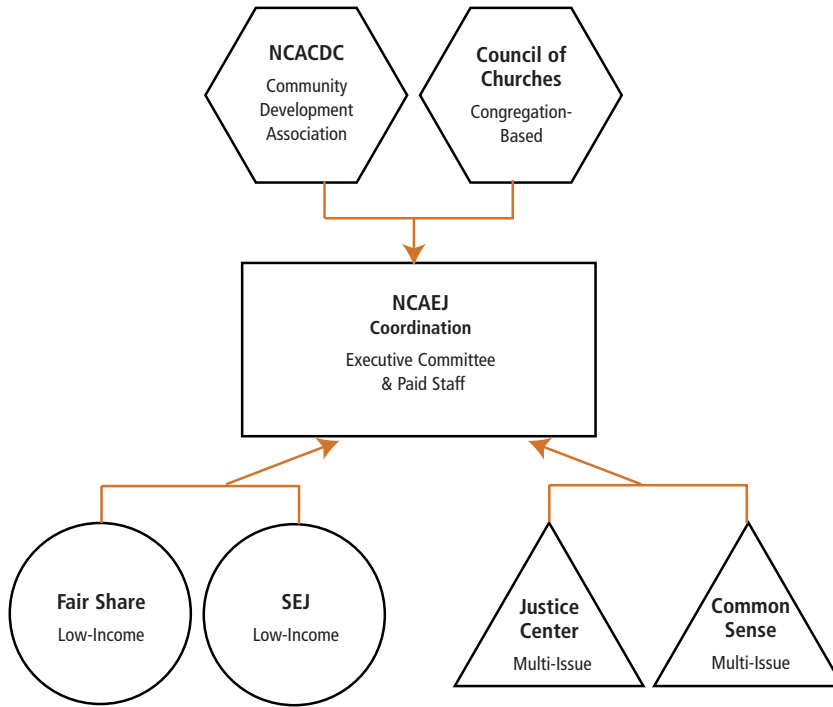 NCACDC
Community
Development
Association
Council of
Churches
Congregation-
Based
NCAEJ
Coordination
Executive Committee
& Paid Staff
Fair Share
Low-Income
SEJ
Low-Income
Justice
Center
Multi-Issue
Common
Sense
Multi-Issue